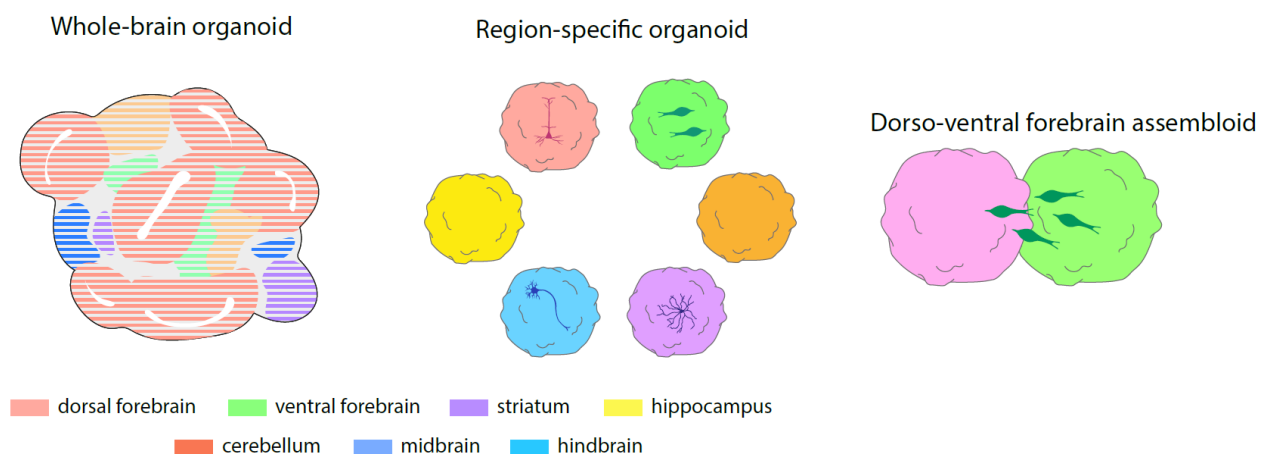 Whole-brain organoid
Region-specific organoid
Dorso-ventral forebrain assembloid
dorsal forebrain
ventral forebrain
striatum
hippocampus
cerebellum
midbrain
hindbrain